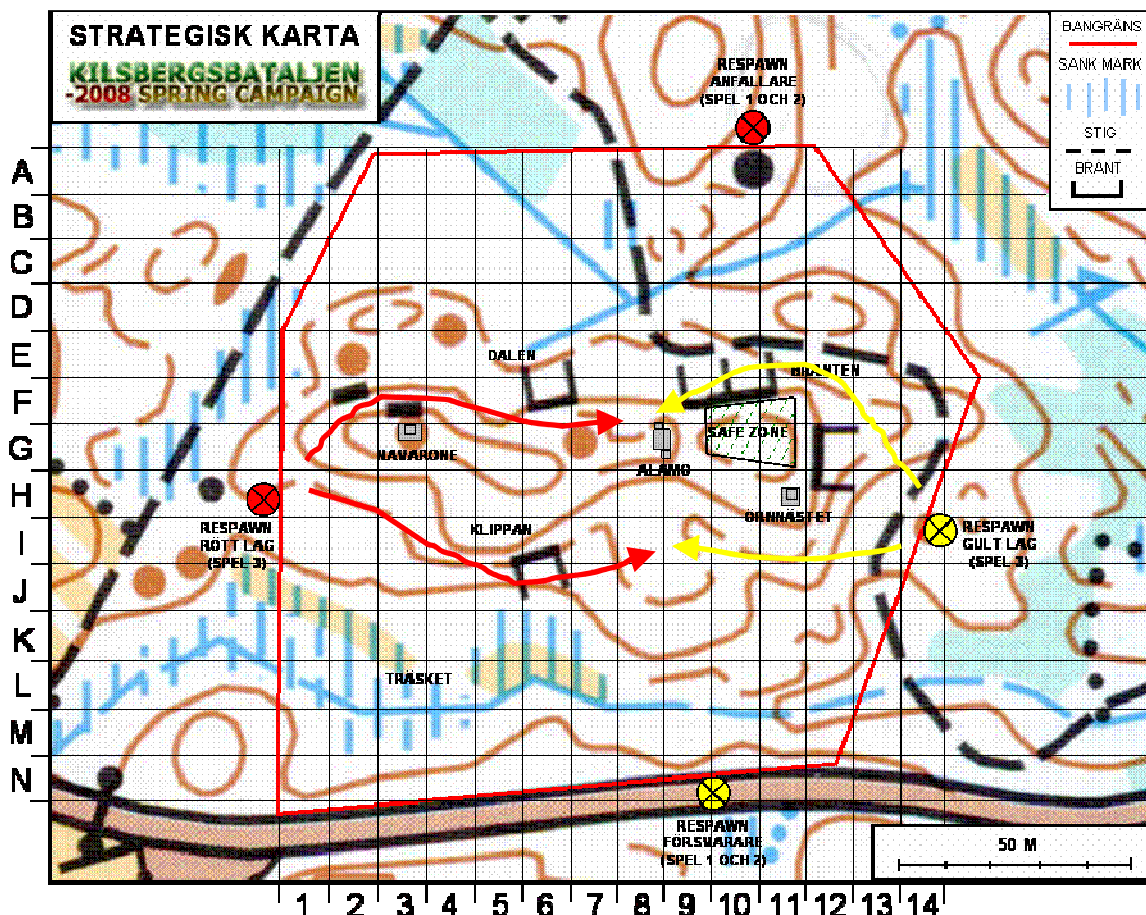 STRATEGISK KARTA
KILSBERGSBATALJEN
-2008 SPRING CAMPAIGN
BANGRÄNS
SANK MARK
STIG
BRANT
RESPAWN
ANFALLARE
(SPEL 1 OCH 2)
A
B
C
D
E
F
G
H
I
J
K
L
M
N
DALEN
BRANTEN
SAFE ZONE
NAVARONE
ALAMO
ÖRNNÄSTET
KLIPPAN
RESPAWN
RÖTT LAG
(SPEL 3)
RESPAWN
GULT LAG
(SPEL 3)
TRÄSKET
RESPAWN
FÖRSVARARE
(SPEL 1 OCH 2)
50 M
1 2 3 4 5 6 7 8 9 10 11 12 13 14